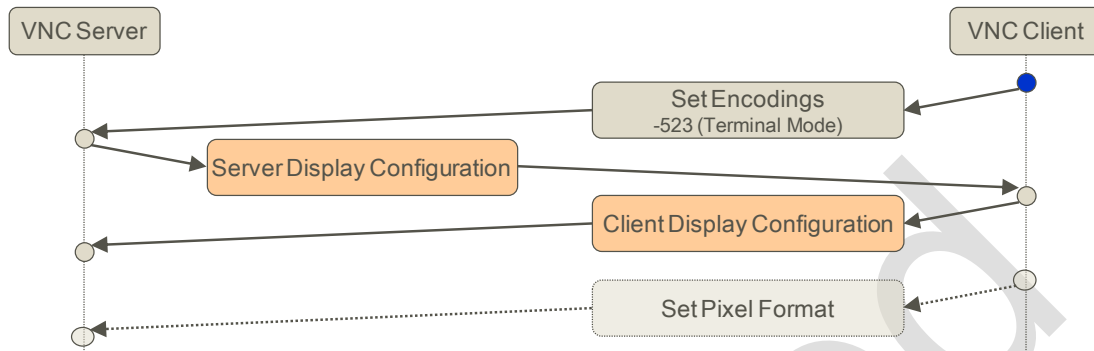 VNC Server
VNC Client
Set Encodings
-523 (Terminal Mode)
Server Display Configuration
Client Display Configuration
Set Pixel Format